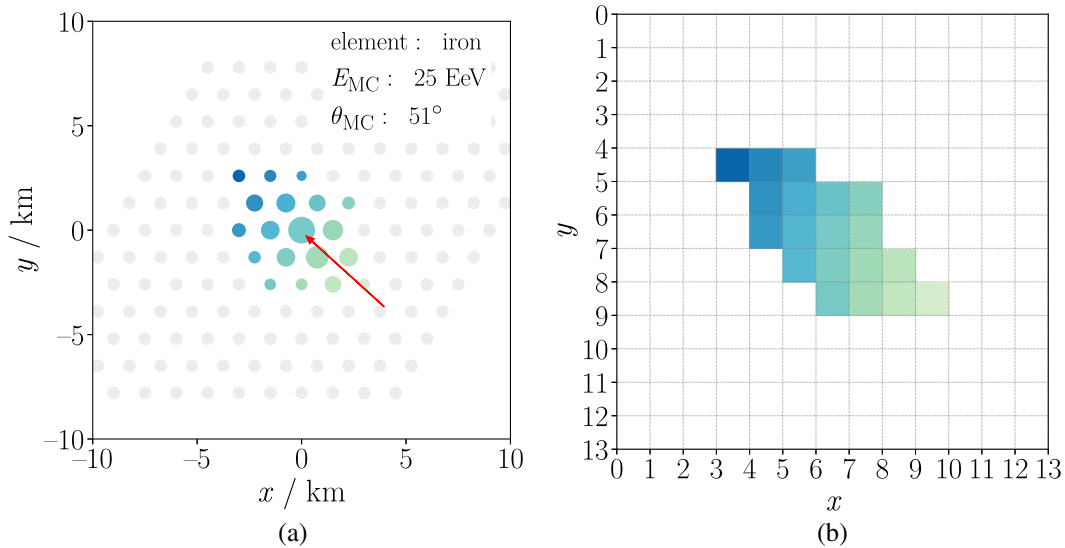 10
5
0
−5
−10
−10
−5
0
5
10
y / km
x / km
element : iron
E_MC : 25 EeV
θ_MC : 51°
(a)
0
1
2
3
4
5
6
7
8
9
10
11
12
13
0 1 2 3 4 5 6 7 8 9 10 11 12 13
y
x
(b)